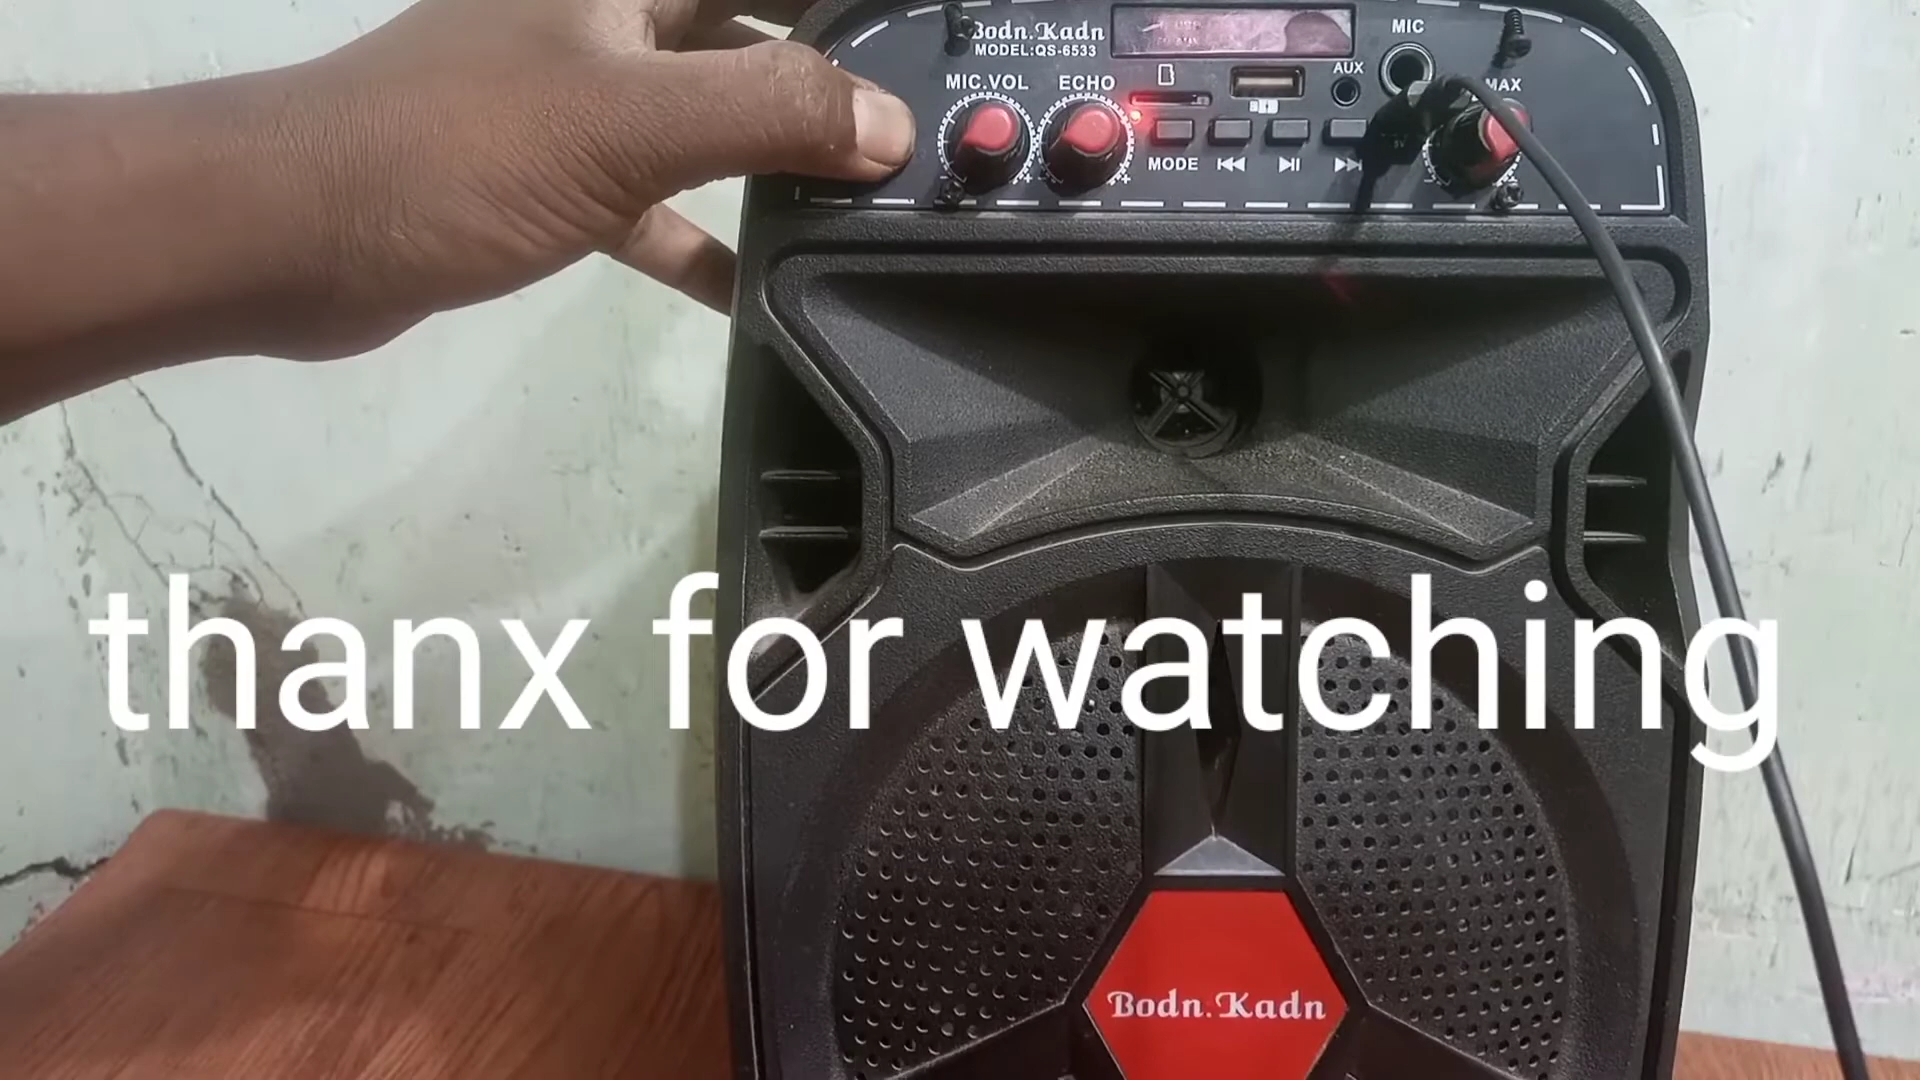 Bodn.Kadn
MODEL:QS-6533
MIC
AUX
MIC.VOL
ECHO
MAX
MODE
thanx for watching
Bodn.Kadn